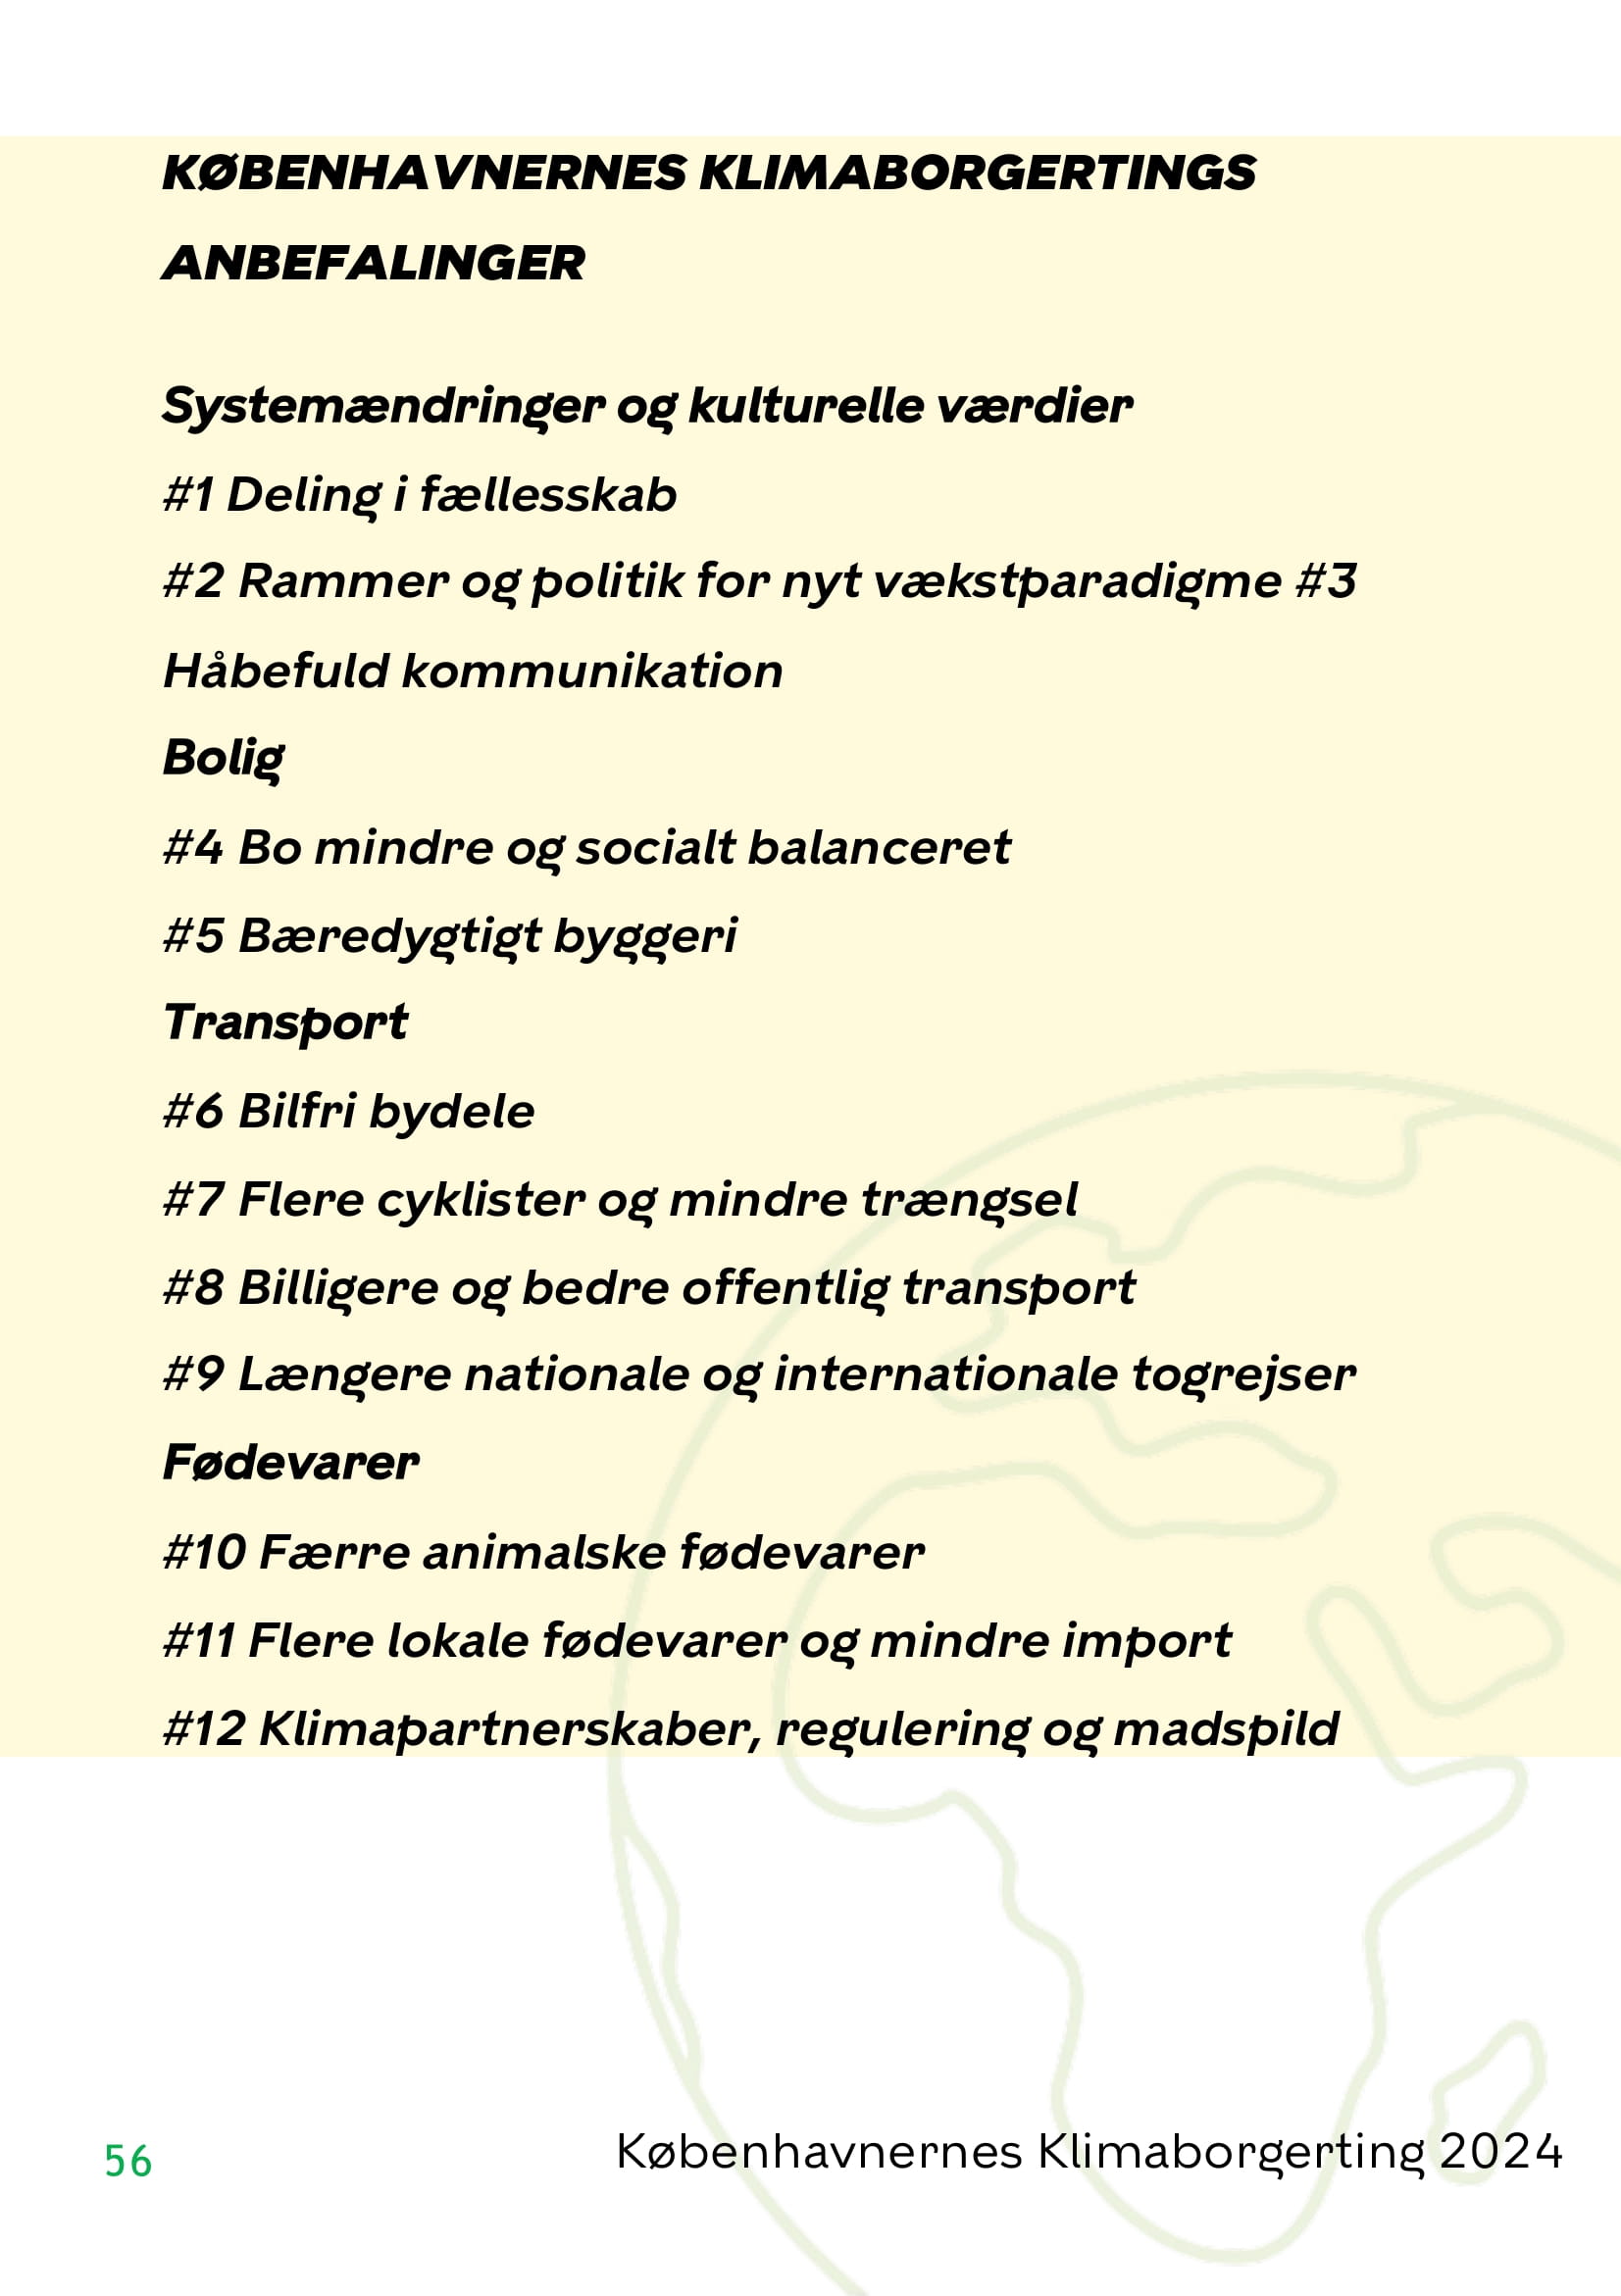 KØBENHAVNERNES KLIMABORGERTINGS
ANBEFALINGER
Systemændringer og kulturelle værdier
#1 Deling i fællesskab
#2 Rammer og politik for nyt vækstparadigme #3
Håbefuld kommunikation
Bolig
#4 Bo mindre og socialt balanceret
#5 Bæredygtigt byggeri
Transport
#6 Bilfri bydele
#7 Flere cyklister og mindre trængsel
#8 Billigere og bedre offentlig transport
#9 Længere nationale og internationale togrejser
Fødevarer
#10 Færre animalske fødevarer
#11 Flere lokale fødevarer og mindre import
#12 Klimapartnerskaber, regulering og madspild
56
Københavnernes Klimaborgerting 2024